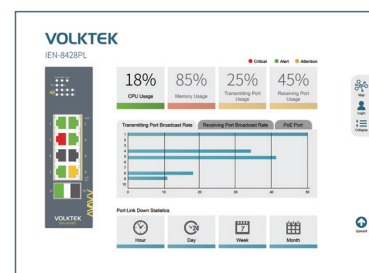 VOLKTEK
IEN-8428PL
Critical Alert Attention
18% 85% 25% 45%
CPU Usage Memory Usage Transmitting Port Usage Receiving Port Usage
Transmitting Port Broadcast Rate Receiving Port Broadcast Rate PoE Port
1
2
3
4
5
6
7
8
9
10
0 10 20 30 40 50
Port Link Down Statistics
7
Hour Day Week Month
VOLKTEK
Map
Login
Collapse
Upward